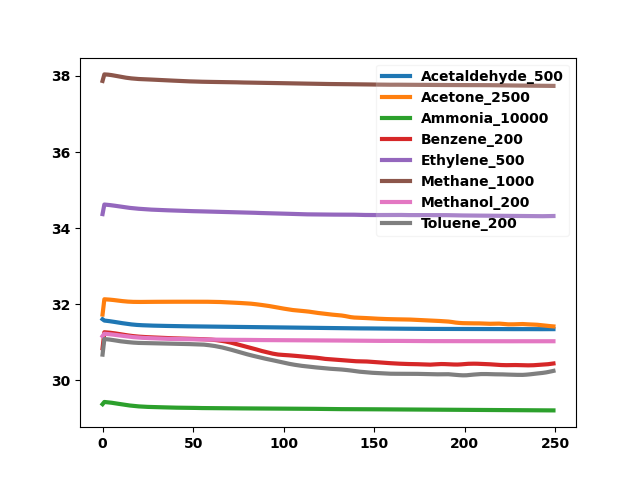 38
36
34
32
30
0 50 100 150 200 250
Acetaldehyde_500
Acetone_2500
Ammonia_10000
Benzene_200
Ethylene_500
Methane_1000
Methanol_200
Toluene_200